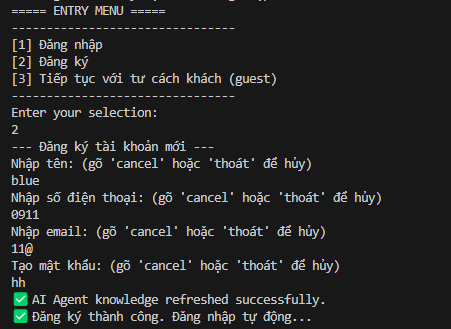 ===== ENTRY MENU =====
--------------------------------
[1] Đăng nhập
[2] Đăng ký
[3] Tiếp tục với tư cách khách (guest)
--------------------------------
Enter your selection:
2
--- Đăng ký tài khoản mới ---
Nhập tên: (gõ 'cancel' hoặc 'thoát' để hủy)
blue
Nhập số điện thoại: (gõ 'cancel' hoặc 'thoát' để hủy)
0911
Nhập email: (gõ 'cancel' hoặc 'thoát' để hủy)
11@
Tạo mật khẩu: (gõ 'cancel' hoặc 'thoát' để hủy)
hh
✅ AI Agent knowledge refreshed successfully.
✅ Đăng ký thành công. Đăng nhập tự động...